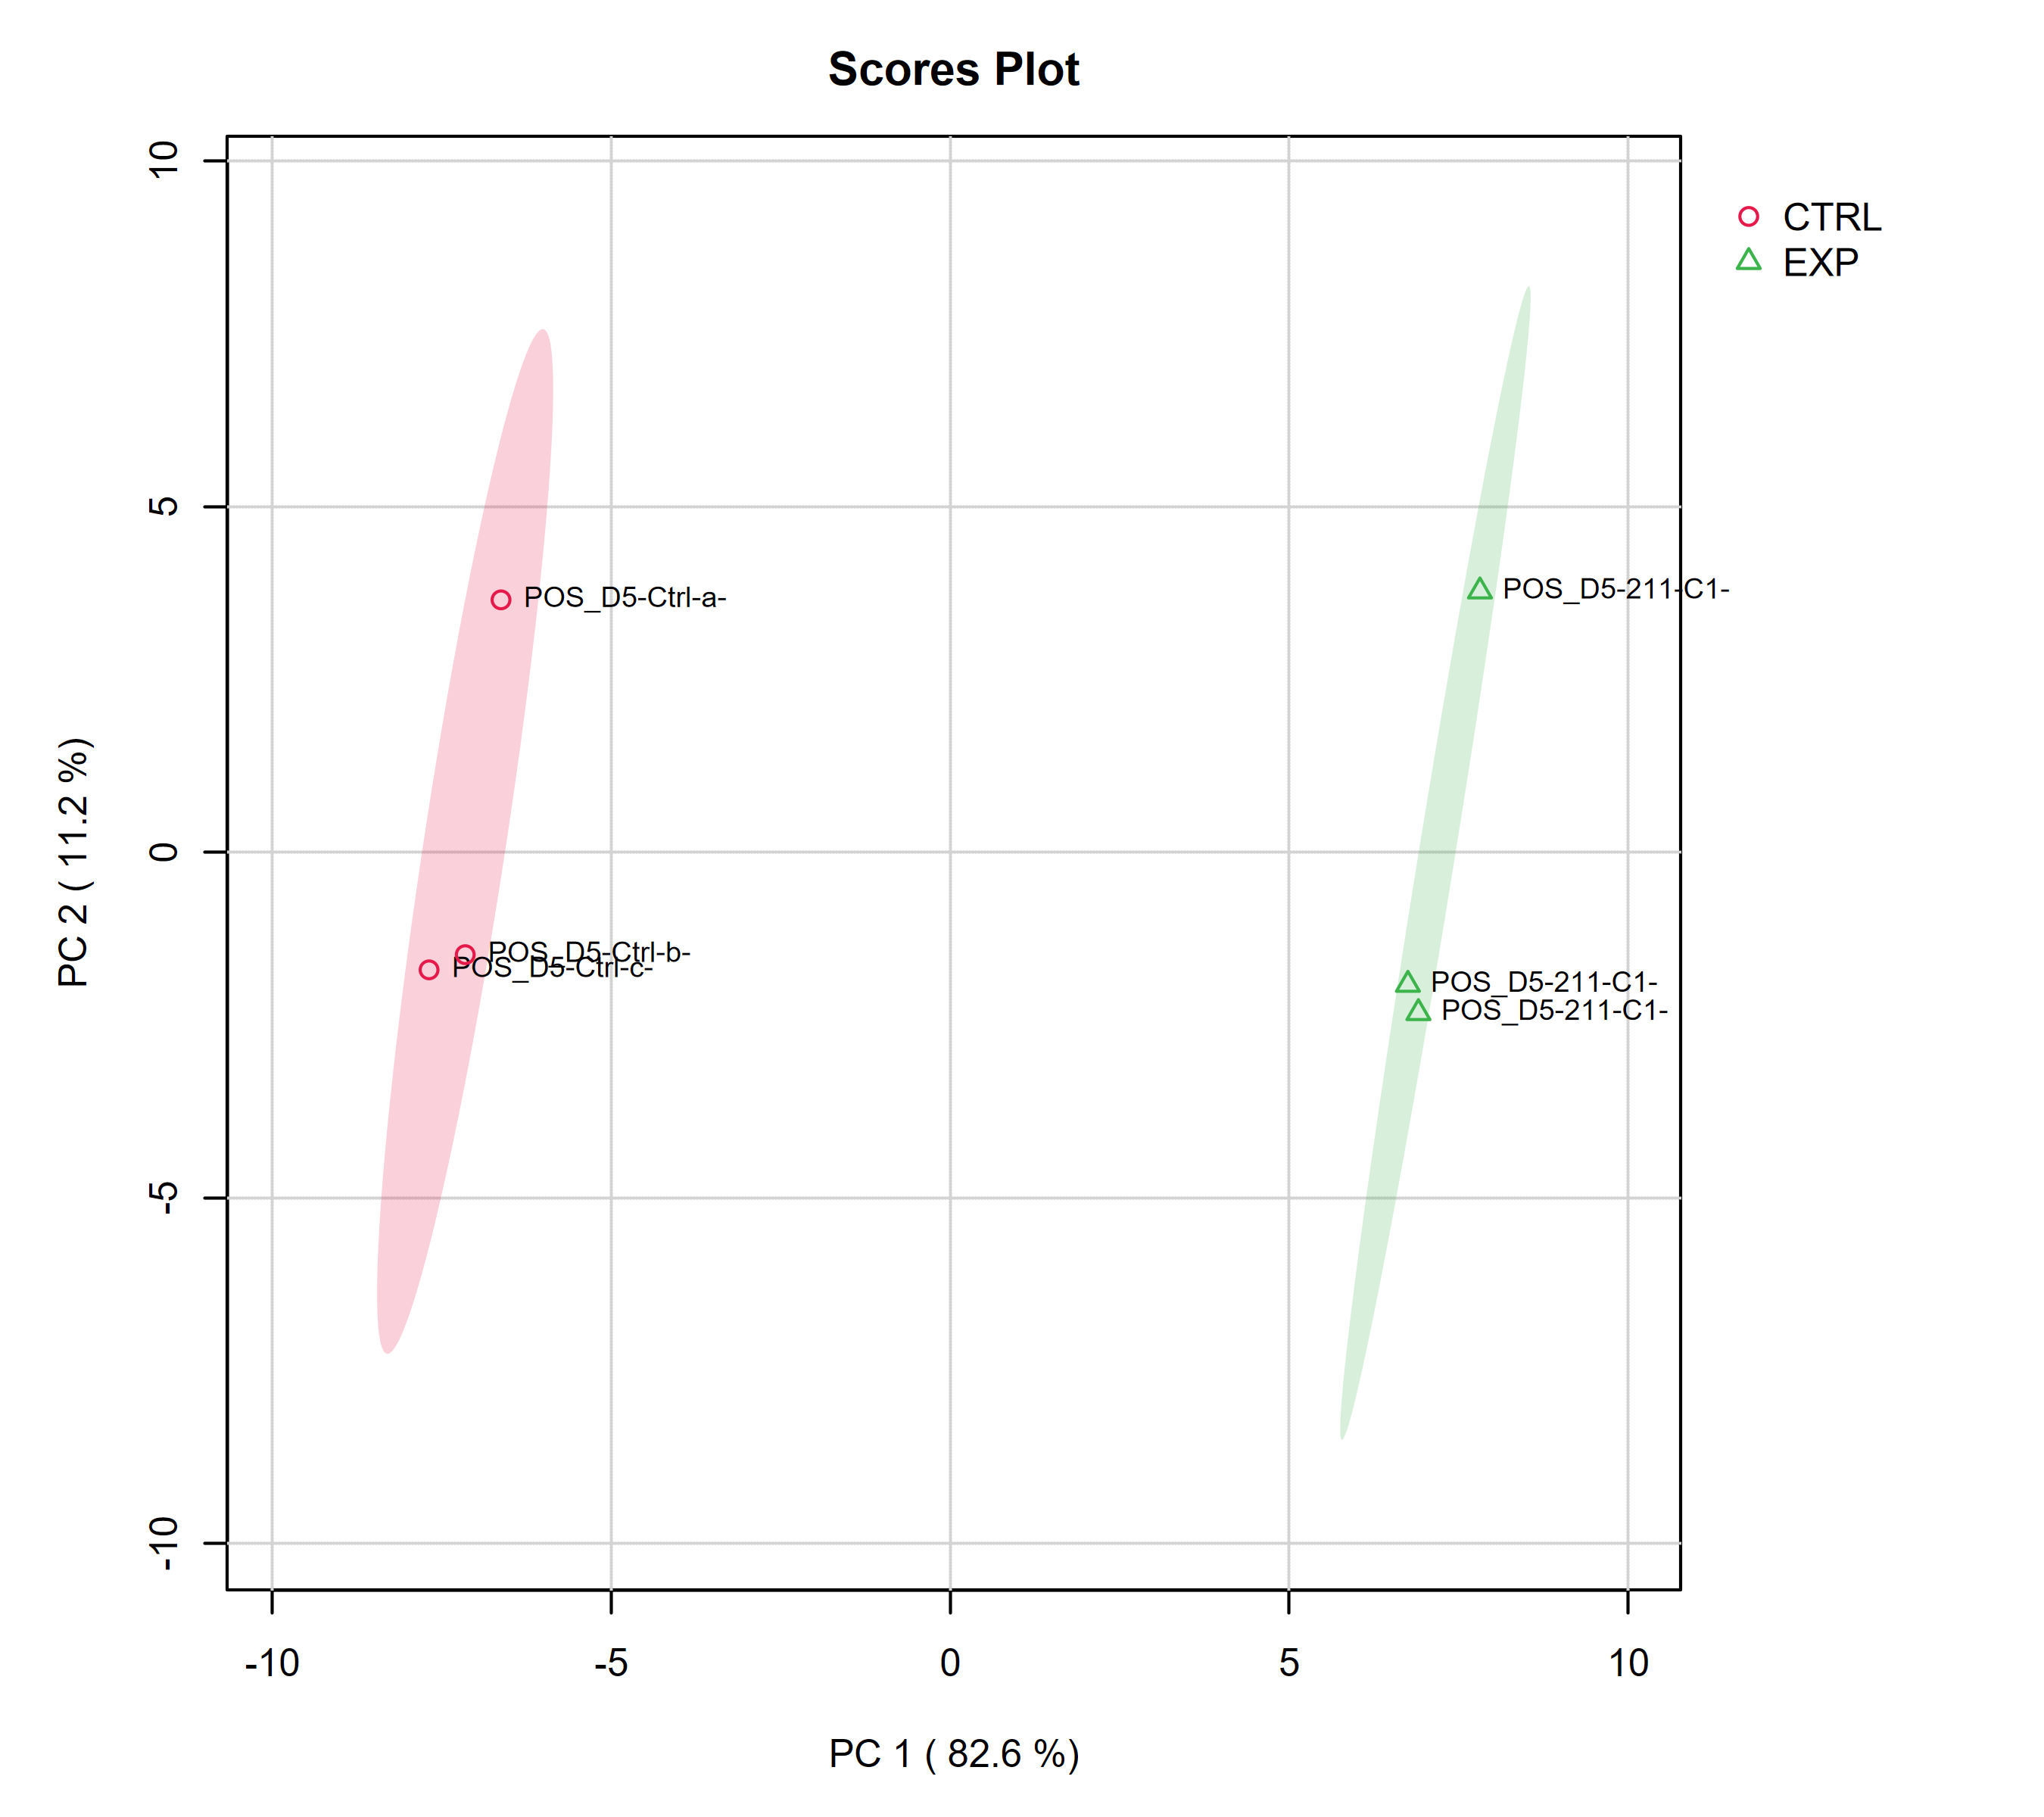 Scores Plot
CTRL
EXP
10
5
0
-5
-10
PC 2 ( 11.2 %)
POS_D5-Ctrl-a-
POS_D5-211-C1-
POS_D5-Ctrl-b-
POS_D5-Ctrl-c-
POS_D5-211-C1-
POS_D5-211-C1-
-10
-5
0
5
10
PC 1 ( 82.6 %)